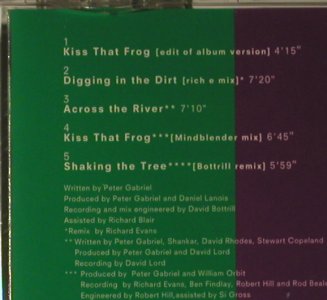 1
Kiss That Frog [edit of album version] 4'15"
2
Digging in the Dirt [rich e mix]* 7'20"
3
Across the River** 7'10"
4
Kiss That Frog***[Mindblender mix] 6'45"
5
Shaking the Tree****[Bottrill remix] 5'59"
Written by Peter Gabriel
Produced by Peter Gabriel and Daniel Lanois
Recording and mix engineered by David Bottrill
Assisted by Richard Blair
*Remix by Richard Evans
** Written by Peter Gabriel, Shankar, David Rhodes, Stewart Copeland
Produced by Peter Gabriel and David Lord
Recording by David Lord
*** Produced by Peter Gabriel and William Orbit
Recording by Richard Evans, Ben Findlay, Robert Hill and Rod Beale
Engineered by Robert Hill,assisted by Si Gross